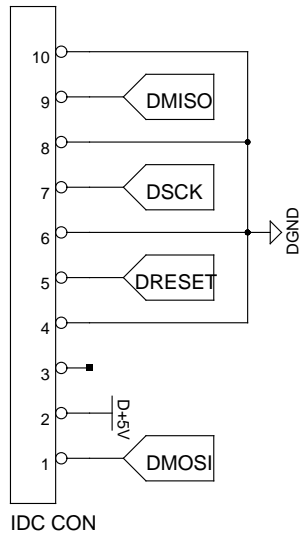 10
9 DMISO
8
7 DSCK
6 DGND
5 DRESET
4
3
2 D+5V
1 DMOSI
IDC CON